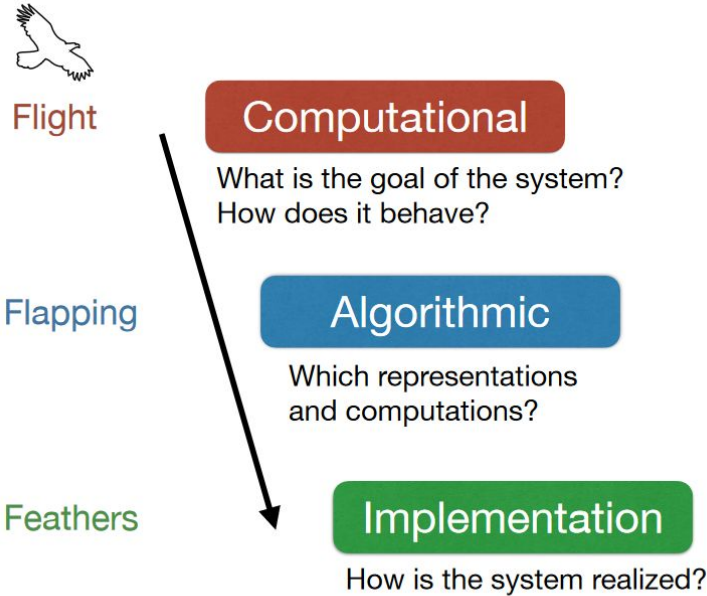 Flight
Computational
What is the goal of the system?
How does it behave?
Flapping
Algorithmic
Which representations
and computations?
Feathers
Implementation
How is the system realized?